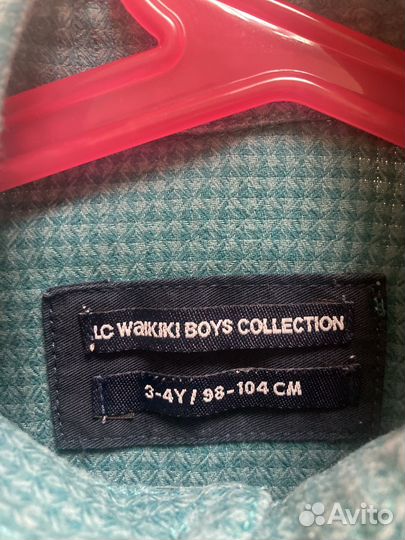 LC WAIKIKI BOYS COLLECTION
3-4Y / 98-104 CM
Avito